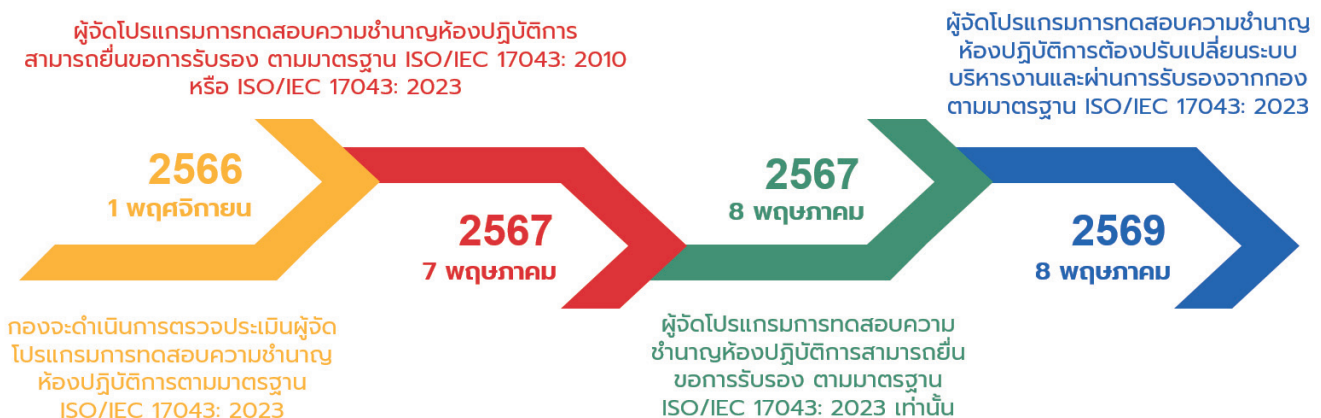 2566
1 พฤศจิกายน
กองจะดำเนินการตรวจประเมินผู้จัด
โปรแกรมการทดสอบความชำนาญ
ห้องปฏิบัติการตามมาตรฐาน
ISO/IEC 17043: 2023
ผู้จัดโปรแกรมการทดสอบความชำนาญห้องปฏิบัติการ
สามารถยื่นขอการรับรอง ตามมาตรฐาน ISO/IEC 17043: 2010
หรือ ISO/IEC 17043: 2023
2567
7 พฤษภาคม
2567
8 พฤษภาคม
ผู้จัดโปรแกรมการทดสอบความ
ชำนาญห้องปฏิบัติการสามารถยื่น
ขอการรับรอง ตามมาตรฐาน
ISO/IEC 17043: 2023 เท่านั้น
ผู้จัดโปรแกรมการทดสอบความชำนาญ
ห้องปฏิบัติการต้องปรับเปลี่ยนระบบ
บริหารงานและผ่านการรับรองจากกอง
ตามมาตรฐาน ISO/IEC 17043: 2023
2569
8 พฤษภาคม